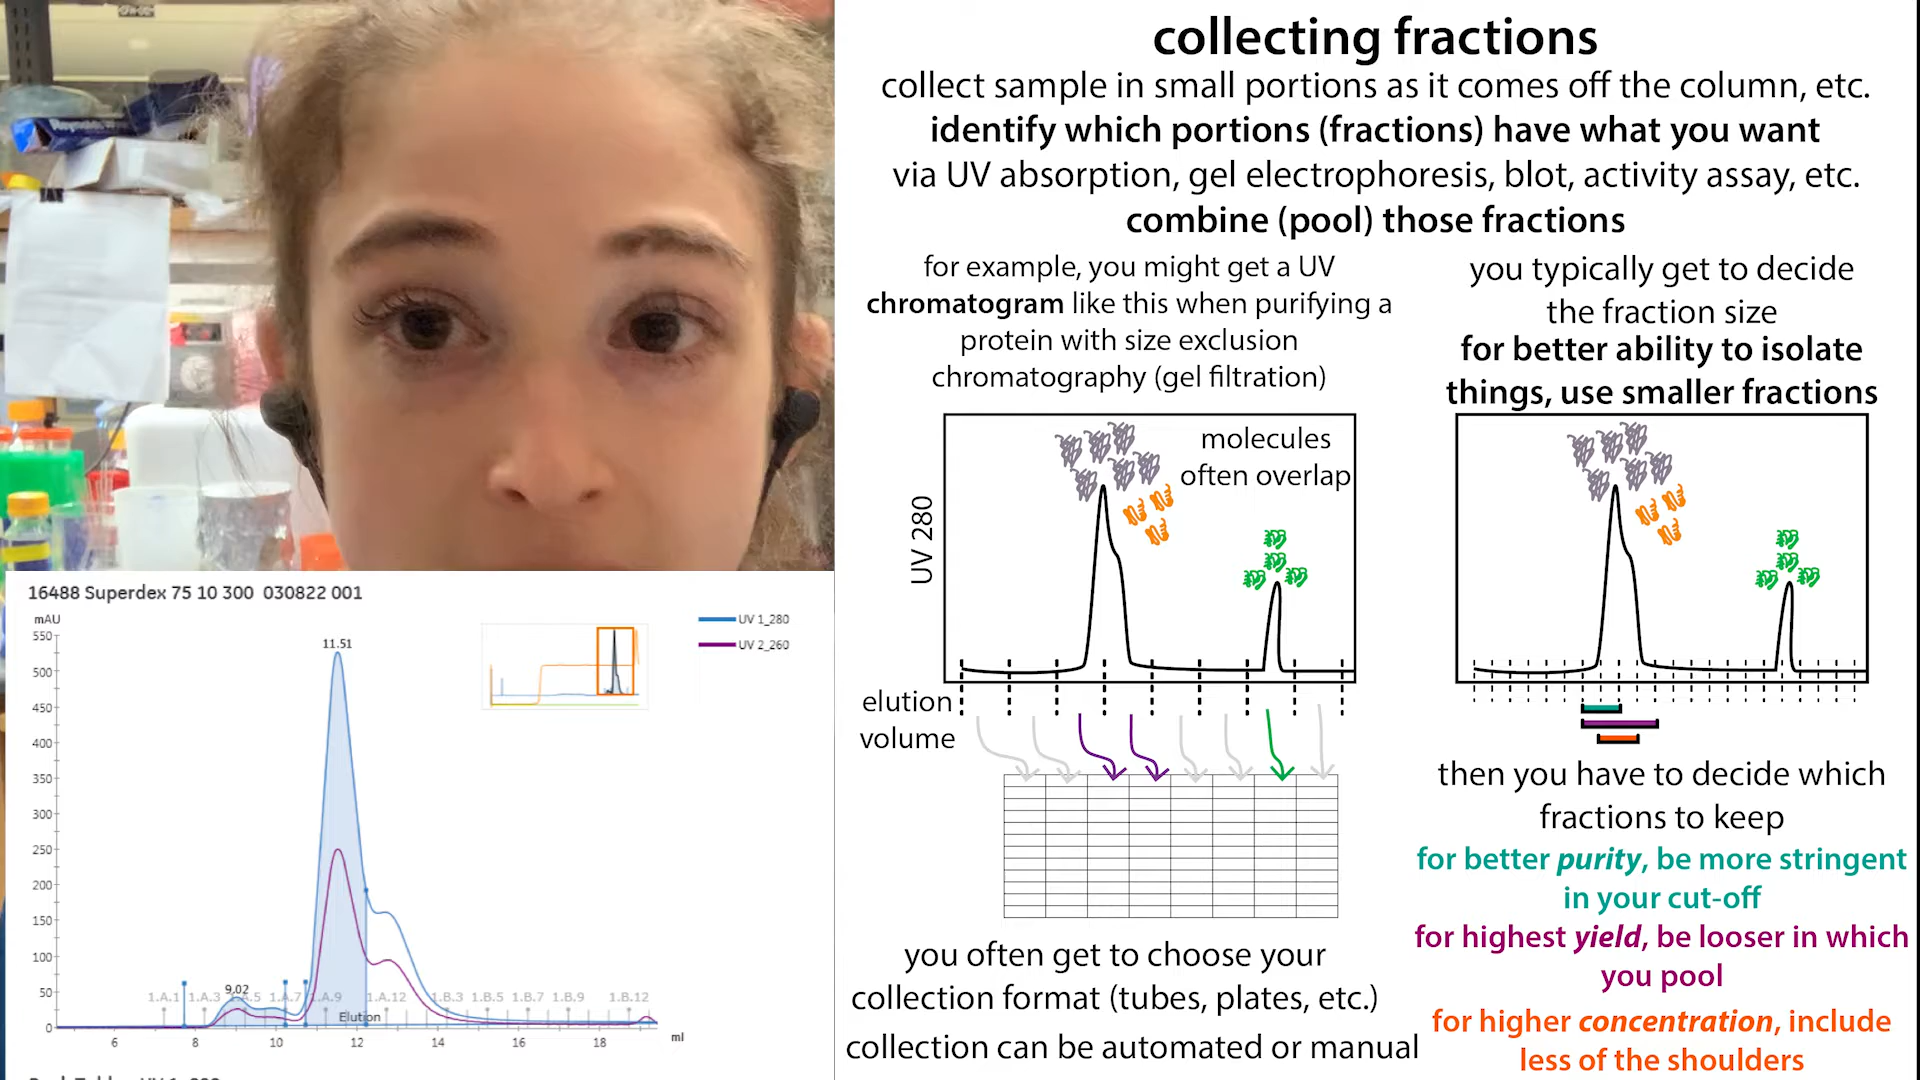 collecting fractions
collect sample in small portions as it comes off the column, etc.
identify which portions (fractions) have what you want
via UV absorption, gel electrophoresis, blot, activity assay, etc.
combine (pool) those fractions
for example, you might get a UV
chromatogram like this when purifying a
protein with size exclusion
chromatography (gel filtration)
molecules
often overlap
UV 280
elution
volume
you often get to choose your
collection format (tubes, plates, etc.)
collection can be automated or manual
you typically get to decide
the fraction size
for better ability to isolate
things, use smaller fractions
then you have to decide which
fractions to keep
for better purity, be more stringent
in your cut-off
for highest yield, be looser in which
you pool
for higher concentration, include
less of the shoulders
16488 Superdex 75 10 300 030822 001
mAU
UV 1_280
UV 2_260
550
500
450
400
350
300
250
200
150
100
50
0
11.51
9.02
1.A.1 1.A.3 1.A.5 1.A.7 1.A.9 1.A.12 1.B.3 1.B.5 1.B.7 1.B.9 1.B.12
Elution
6 8 10 12 14 16 18 ml